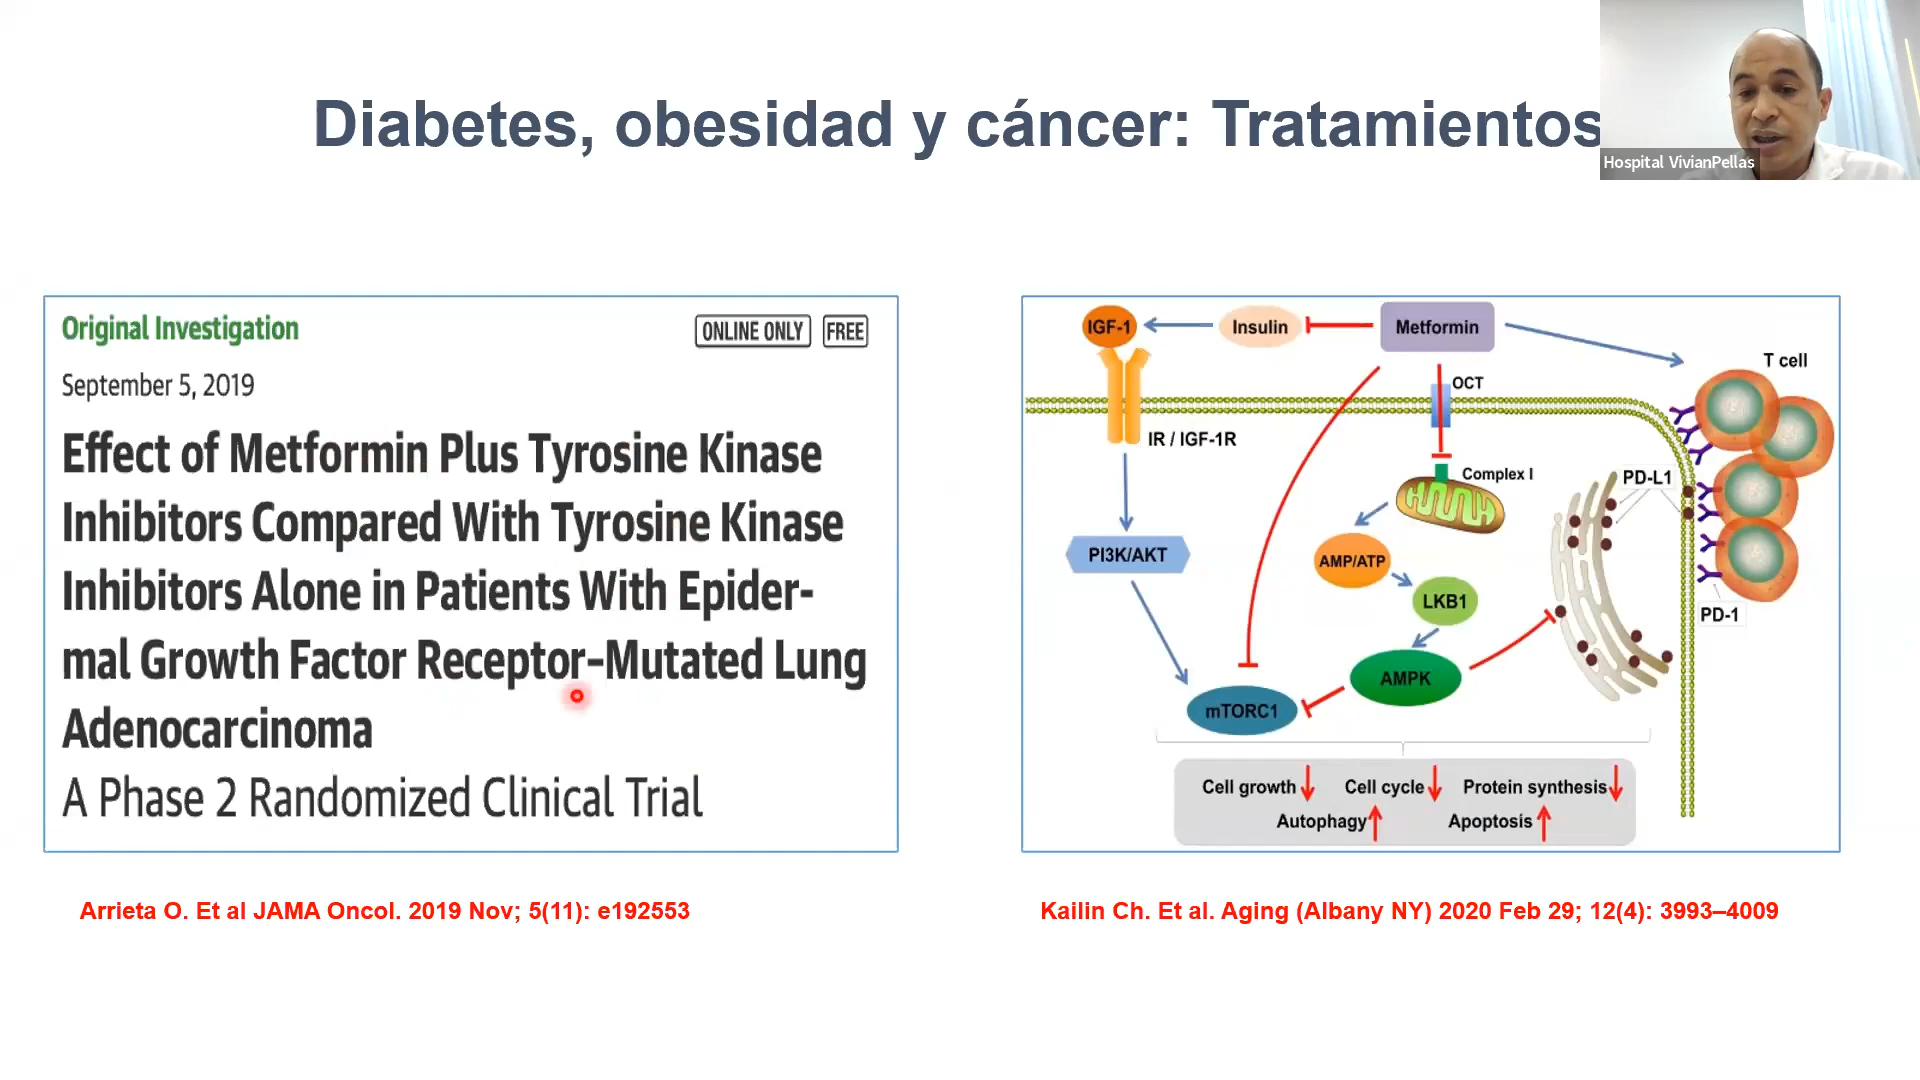 Diabetes, obesidad y cáncer: Tratamientos
Hospital VivianPellas
Original Investigation
ONLINE ONLY
FREE
September 5, 2019
Effect of Metformin Plus Tyrosine Kinase
Inhibitors Compared With Tyrosine Kinase
Inhibitors Alone in Patients With Epider-
mal Growth Factor Receptor–Mutated Lung
Adenocarcinoma
A Phase 2 Randomized Clinical Trial
Arrieta O. Et al JAMA Oncol. 2019 Nov; 5(11): e192553
IGF-1
Insulin
Metformin
T cell
OCT
IR / IGF-1R
Complex I
PD-L1
PI3K/AKT
AMP/ATP
LKB1
PD-1
AMPK
mTORC1
Cell growth
Cell cycle
Protein synthesis
Autophagy
Apoptosis
Kailin Ch. Et al. Aging (Albany NY) 2020 Feb 29; 12(4): 3993–4009